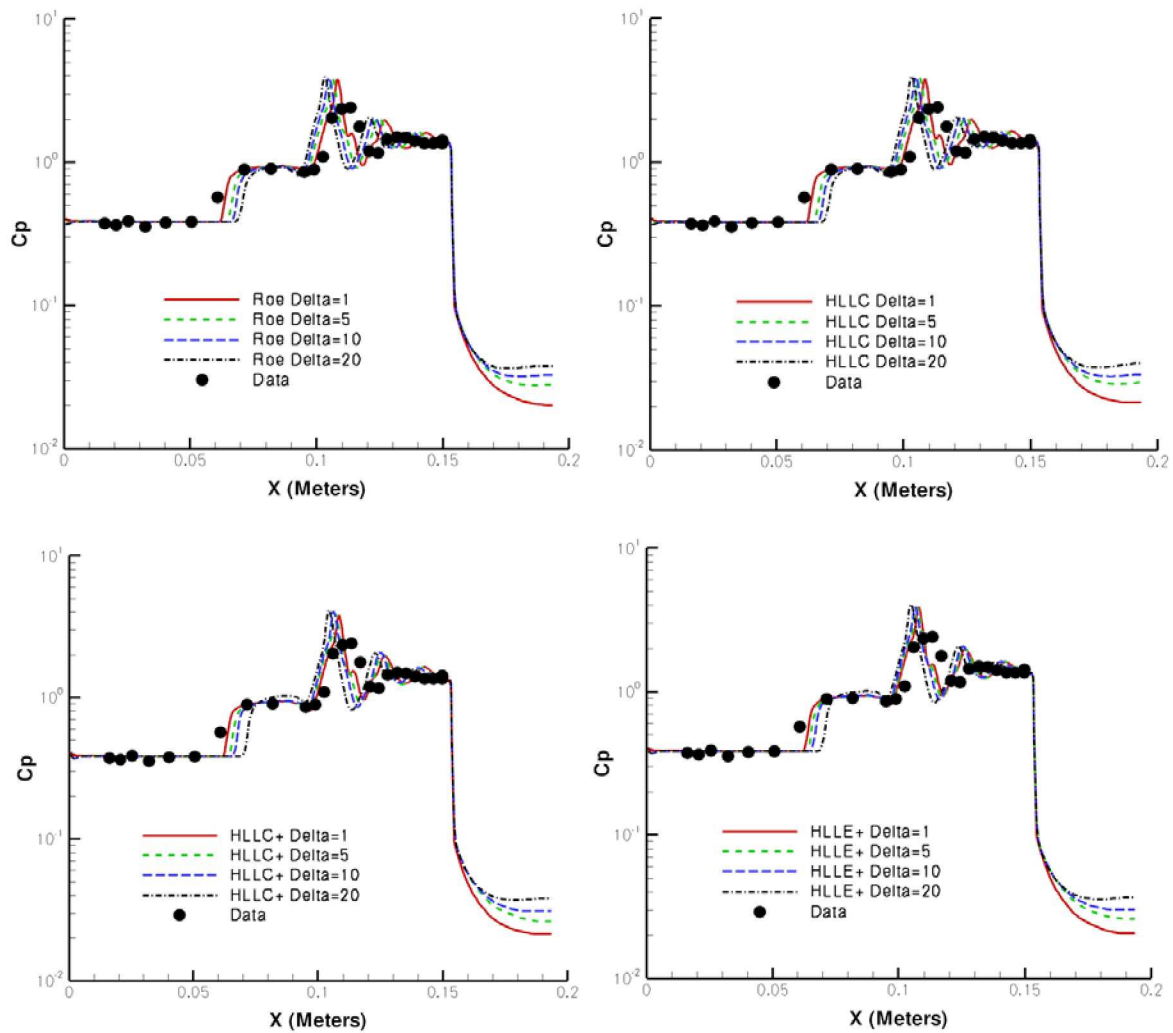 10¹
10⁰
10⁻¹
10⁻²
Cp
Roe Delta=1
Roe Delta=5
Roe Delta=10
Roe Delta=20
Data
0 0.05 0.1 0.15 0.2
X (Meters)
10¹
10⁰
10⁻¹
10⁻²
Cp
HLLC Delta=1
HLLC Delta=5
HLLC Delta=10
HLLC Delta=20
Data
0 0.05 0.1 0.15 0.2
X (Meters)
10¹
10⁰
10⁻¹
10⁻²
Cp
HLLC+ Delta=1
HLLC+ Delta=5
HLLC+ Delta=10
HLLC+ Delta=20
Data
0 0.05 0.1 0.15 0.2
X (Meters)
10¹
10⁰
10⁻¹
10⁻²
Cp
HLLE+ Delta=1
HLLE+ Delta=5
HLLE+ Delta=10
HLLE+ Delta=20
Data
0 0.05 0.1 0.15 0.2
X (Meters)